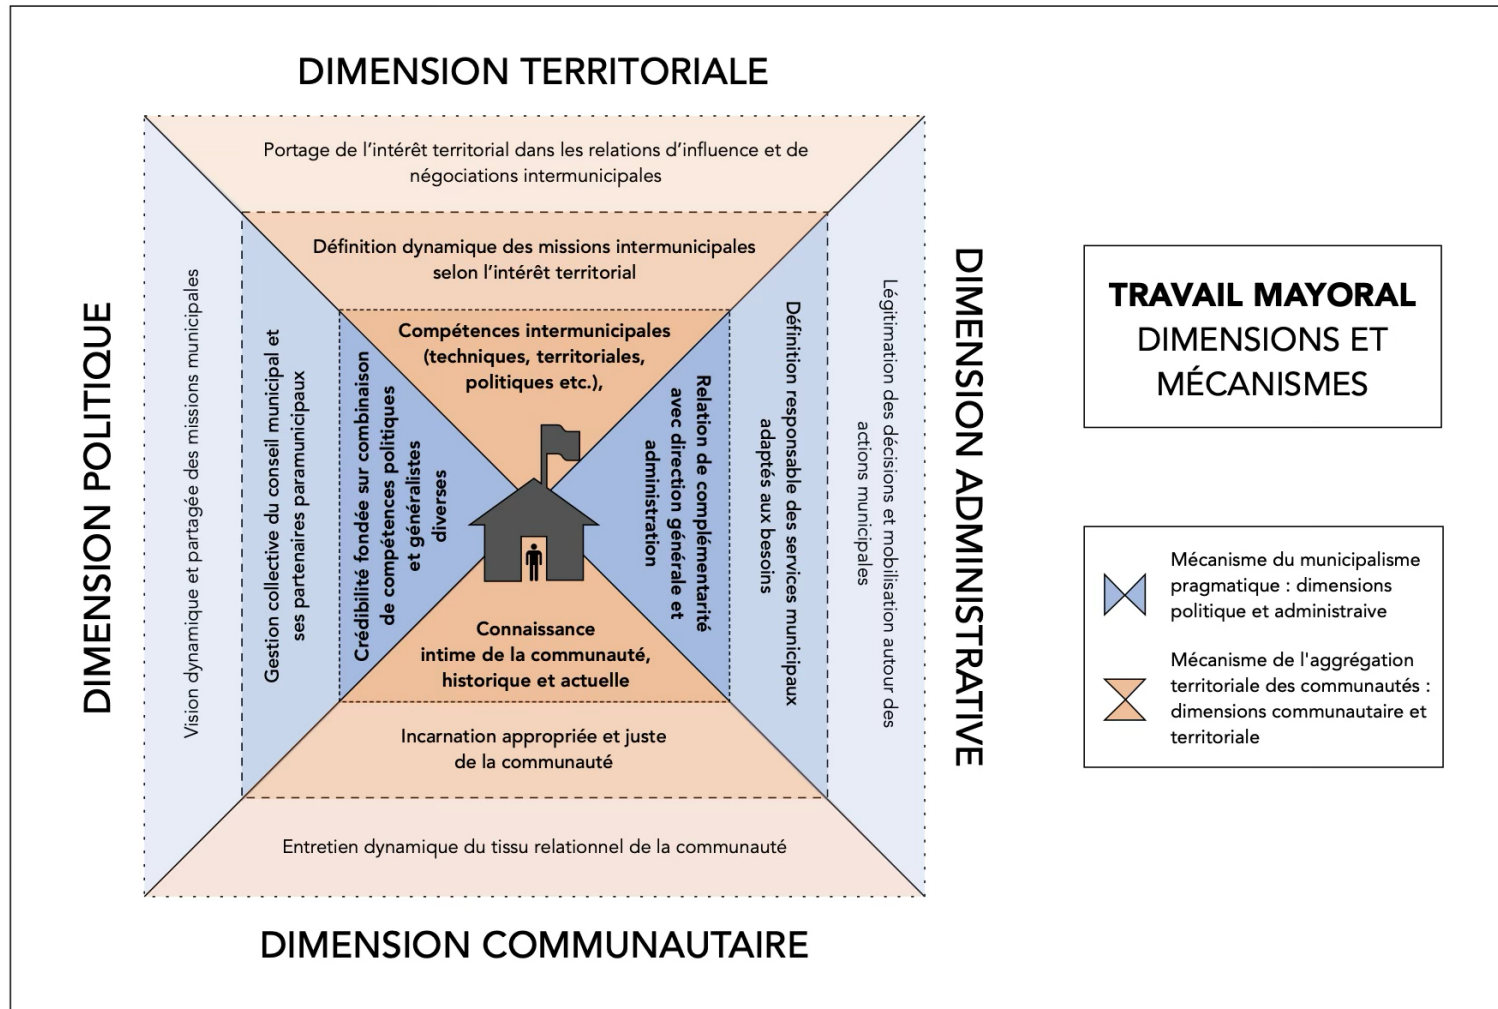 DIMENSION TERRITORIALE
Portage de l’intérêt territorial dans les relations d’influence et de
négociations intermunicipales
Définition dynamique des missions intermunicipales
selon l’intérêt territorial
Compétences intermunicipales
(techniques, territoriales,
politiques etc.),
DIMENSION POLITIQUE
Vision dynamique et partagée des missions municipales
Gestion collective du conseil municipal et
ses partenaires paramunicipaux
Crédibilité fondée sur combinaison
de compétences politiques
et généralistes
diverses
Relation de complémentarité
avec direction générale et
administration
Définition responsable des services municipaux
adaptés aux besoins
Légitimation des décisions et mobilisation autour des
actions municipales
DIMENSION ADMINISTRATIVE
Connaissance
intime de la communauté,
historique et actuelle
Incarnation appropriée et juste
de la communauté
Entretien dynamique du tissu relationnel de la communauté
DIMENSION COMMUNAUTAIRE
TRAVAIL MAYORAL
DIMENSIONS ET
MÉCANISMES
Mécanisme du municipalisme
pragmatique : dimensions
politique et administraive
Mécanisme de l'aggrégation
territoriale des communautés :
dimensions communautaire et
territoriale